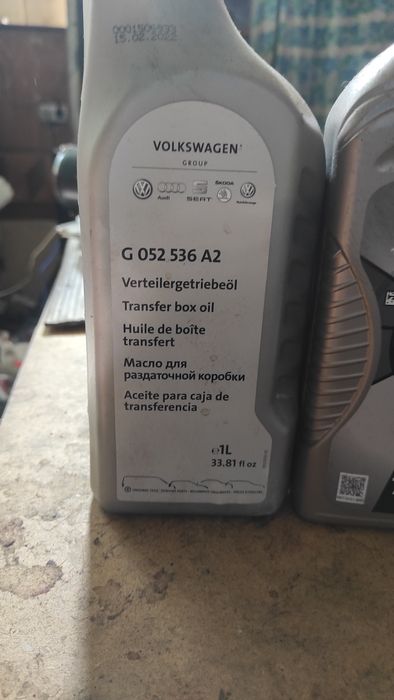 15.02.2022
VOLKSWAGEN
GROUP
Audi SEAT ŠKODA
G 052 536 A2
Verteilergetriebeöl
Transfer box oil
Huile de boîte
transfert
Масло для
раздаточной коробки
Aceite para caja de
transferencia
℮1L
33.81 fl oz